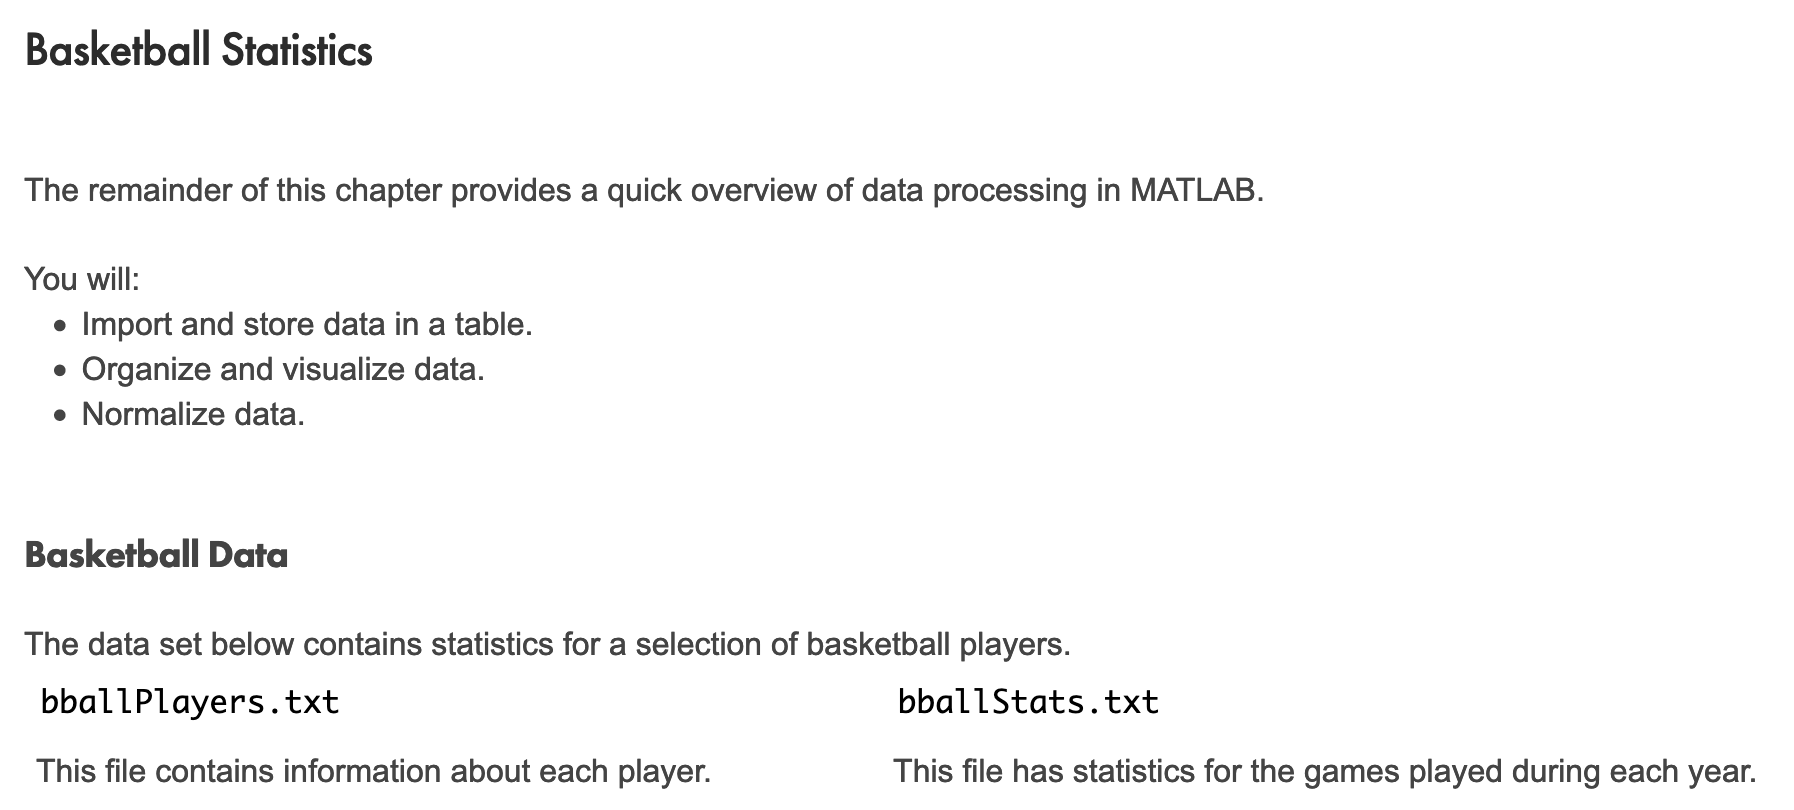 Basketball Statistics
The remainder of this chapter provides a quick overview of data processing in MATLAB.
You will:
• Import and store data in a table.
• Organize and visualize data.
• Normalize data.
Basketball Data
The data set below contains statistics for a selection of basketball players.
bballPlayers.txt
This file contains information about each player.
bballStats.txt
This file has statistics for the games played during each year.